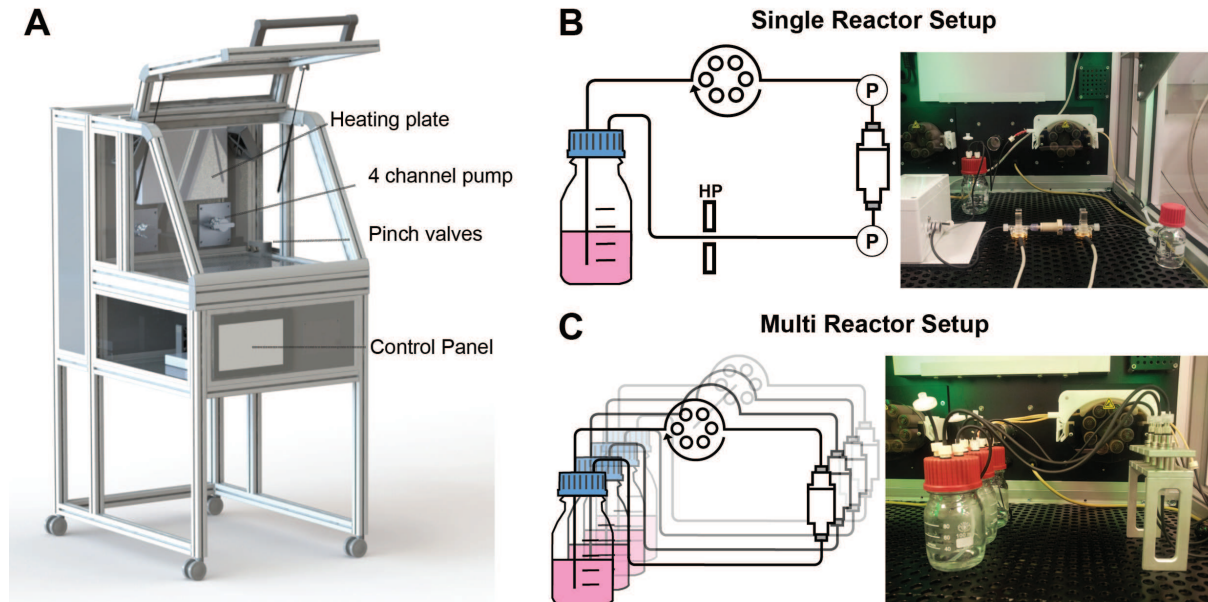 A
Heating plate
4 channel pump
Pinch valves
Control Panel
B
Single Reactor Setup
P
HP
P
C
Multi Reactor Setup